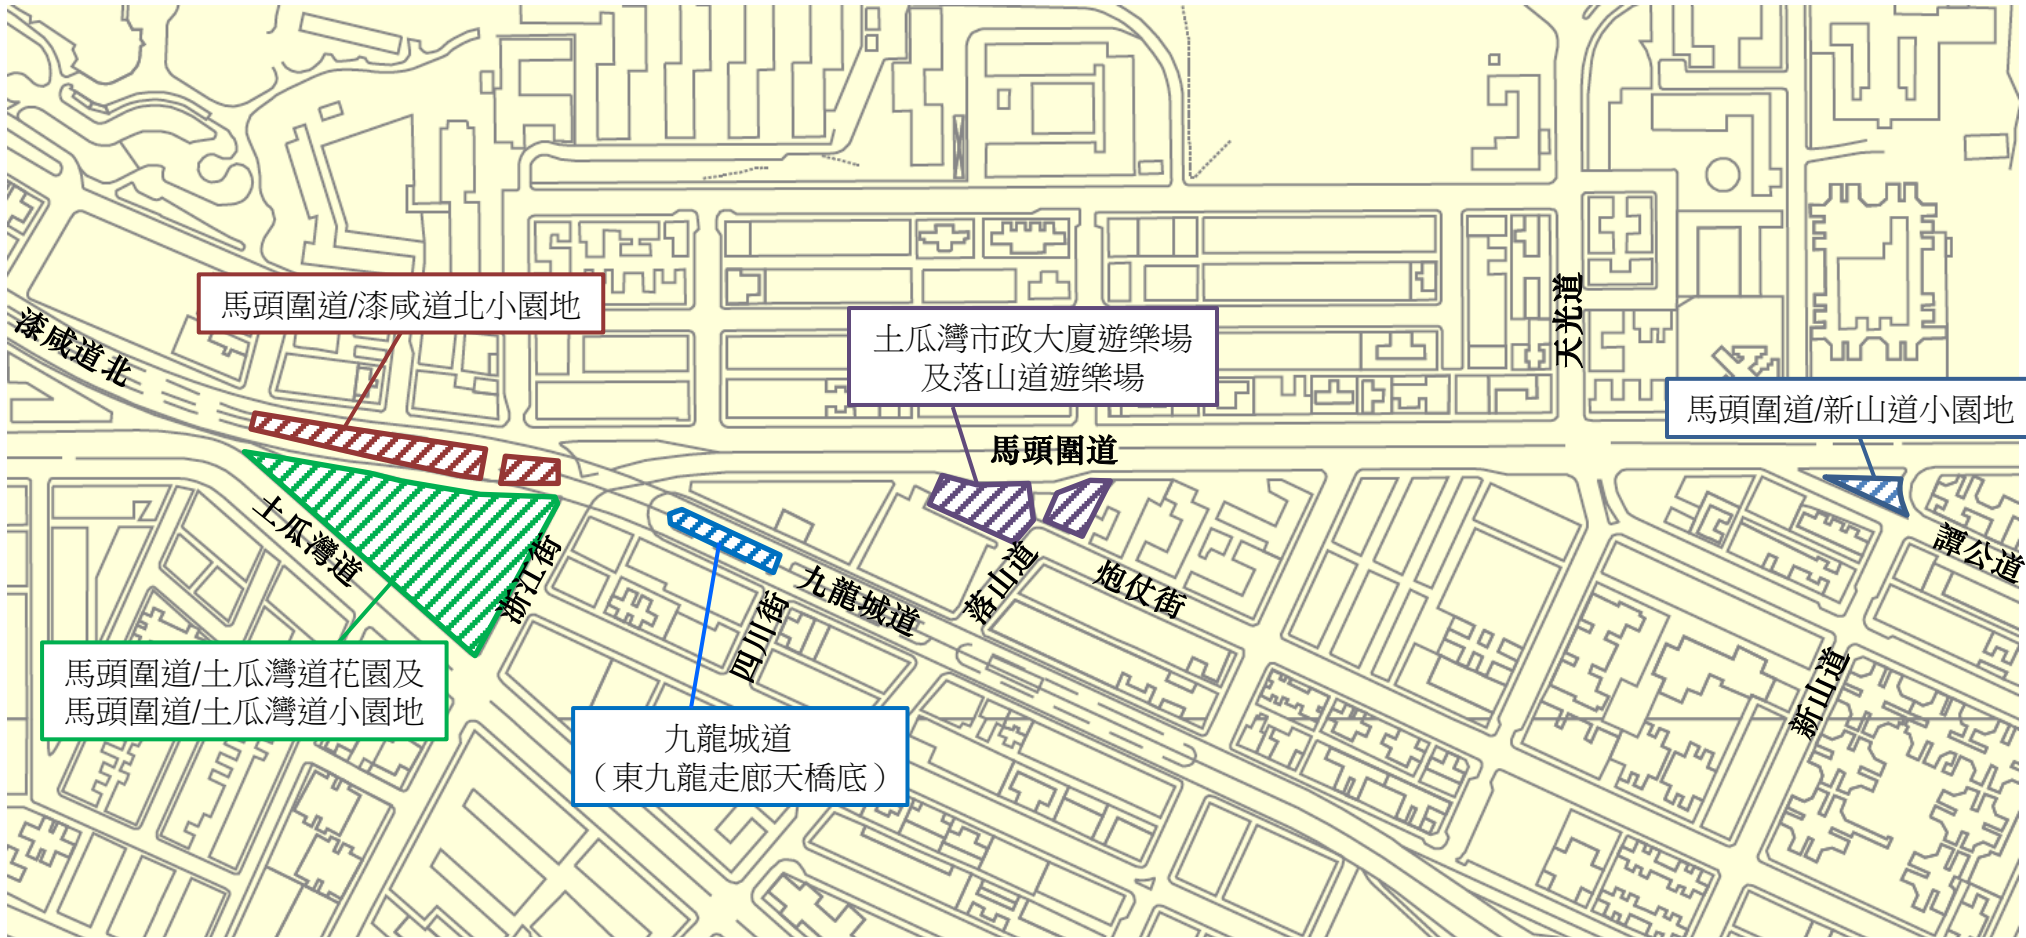 馬頭圍道/漆咸道北小園地
漆咸道北
土瓜灣市政大廈遊樂場
及落山道遊樂場
天光道
馬頭圍道/新山道小園地
馬頭圍道
土瓜灣道
浙江街
九龍城道
四川街
落山道
炮仗街
譚公道
新山道
馬頭圍道/土瓜灣道花園及
馬頭圍道/土瓜灣道小園地
九龍城道
（東九龍走廊天橋底）